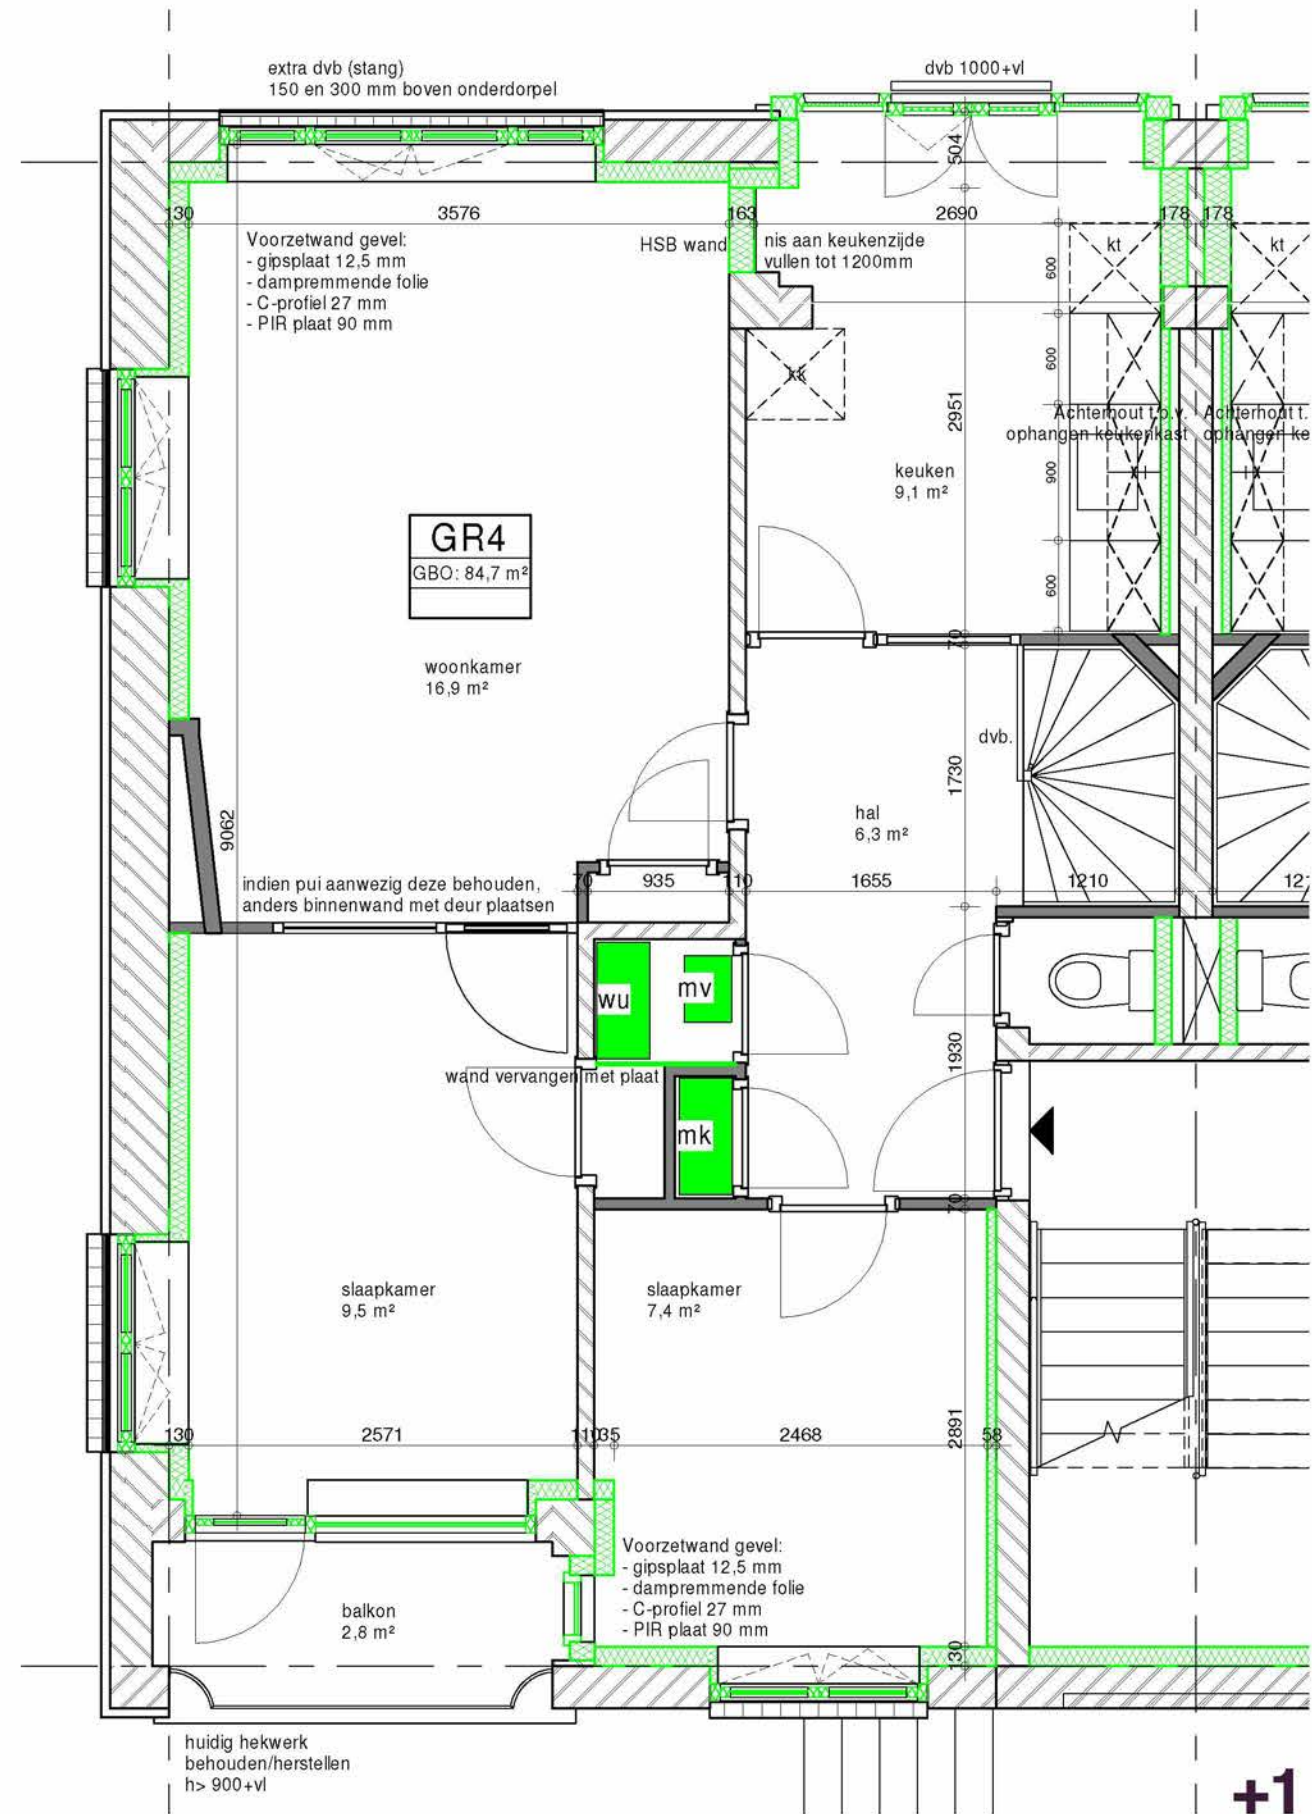 extra dvb (stang)
150 en 300 mm boven onderdorpel
dvb 1000+vl
504
130
3576
163
2690
178
178
Voorzetwand gevel:
- gipsplaat 12,5 mm
- dampremmende folie
- C-profiel 27 mm
- PIR plaat 90 mm
HSB wand
nis aan keukenzijde
vullen tot 1200mm
kt
kt
600
600
kk
2951
Achterhout t.b.v.
ophangen keukenkast
Achterhout t.
ophangen ke
keuken
9,1 m²
900
GR4
GBO: 84,7 m²
600
70
woonkamer
16,9 m²
dvb.
1730
hal
6,3 m²
9062
indien pui aanwezig deze behouden,
anders binnenwand met deur plaatsen
70
935
110
1655
1210
12
wu
mv
1930
wand vervangen met plaat
mk
70
slaapkamer
9,5 m²
slaapkamer
7,4 m²
130
2571
110
35
2468
2891
58
Voorzetwand gevel:
- gipsplaat 12,5 mm
- dampremmende folie
- C-profiel 27 mm
- PIR plaat 90 mm
balkon
2,8 m²
130
huidig hekwerk
behouden/herstellen
h> 900+vl
+1